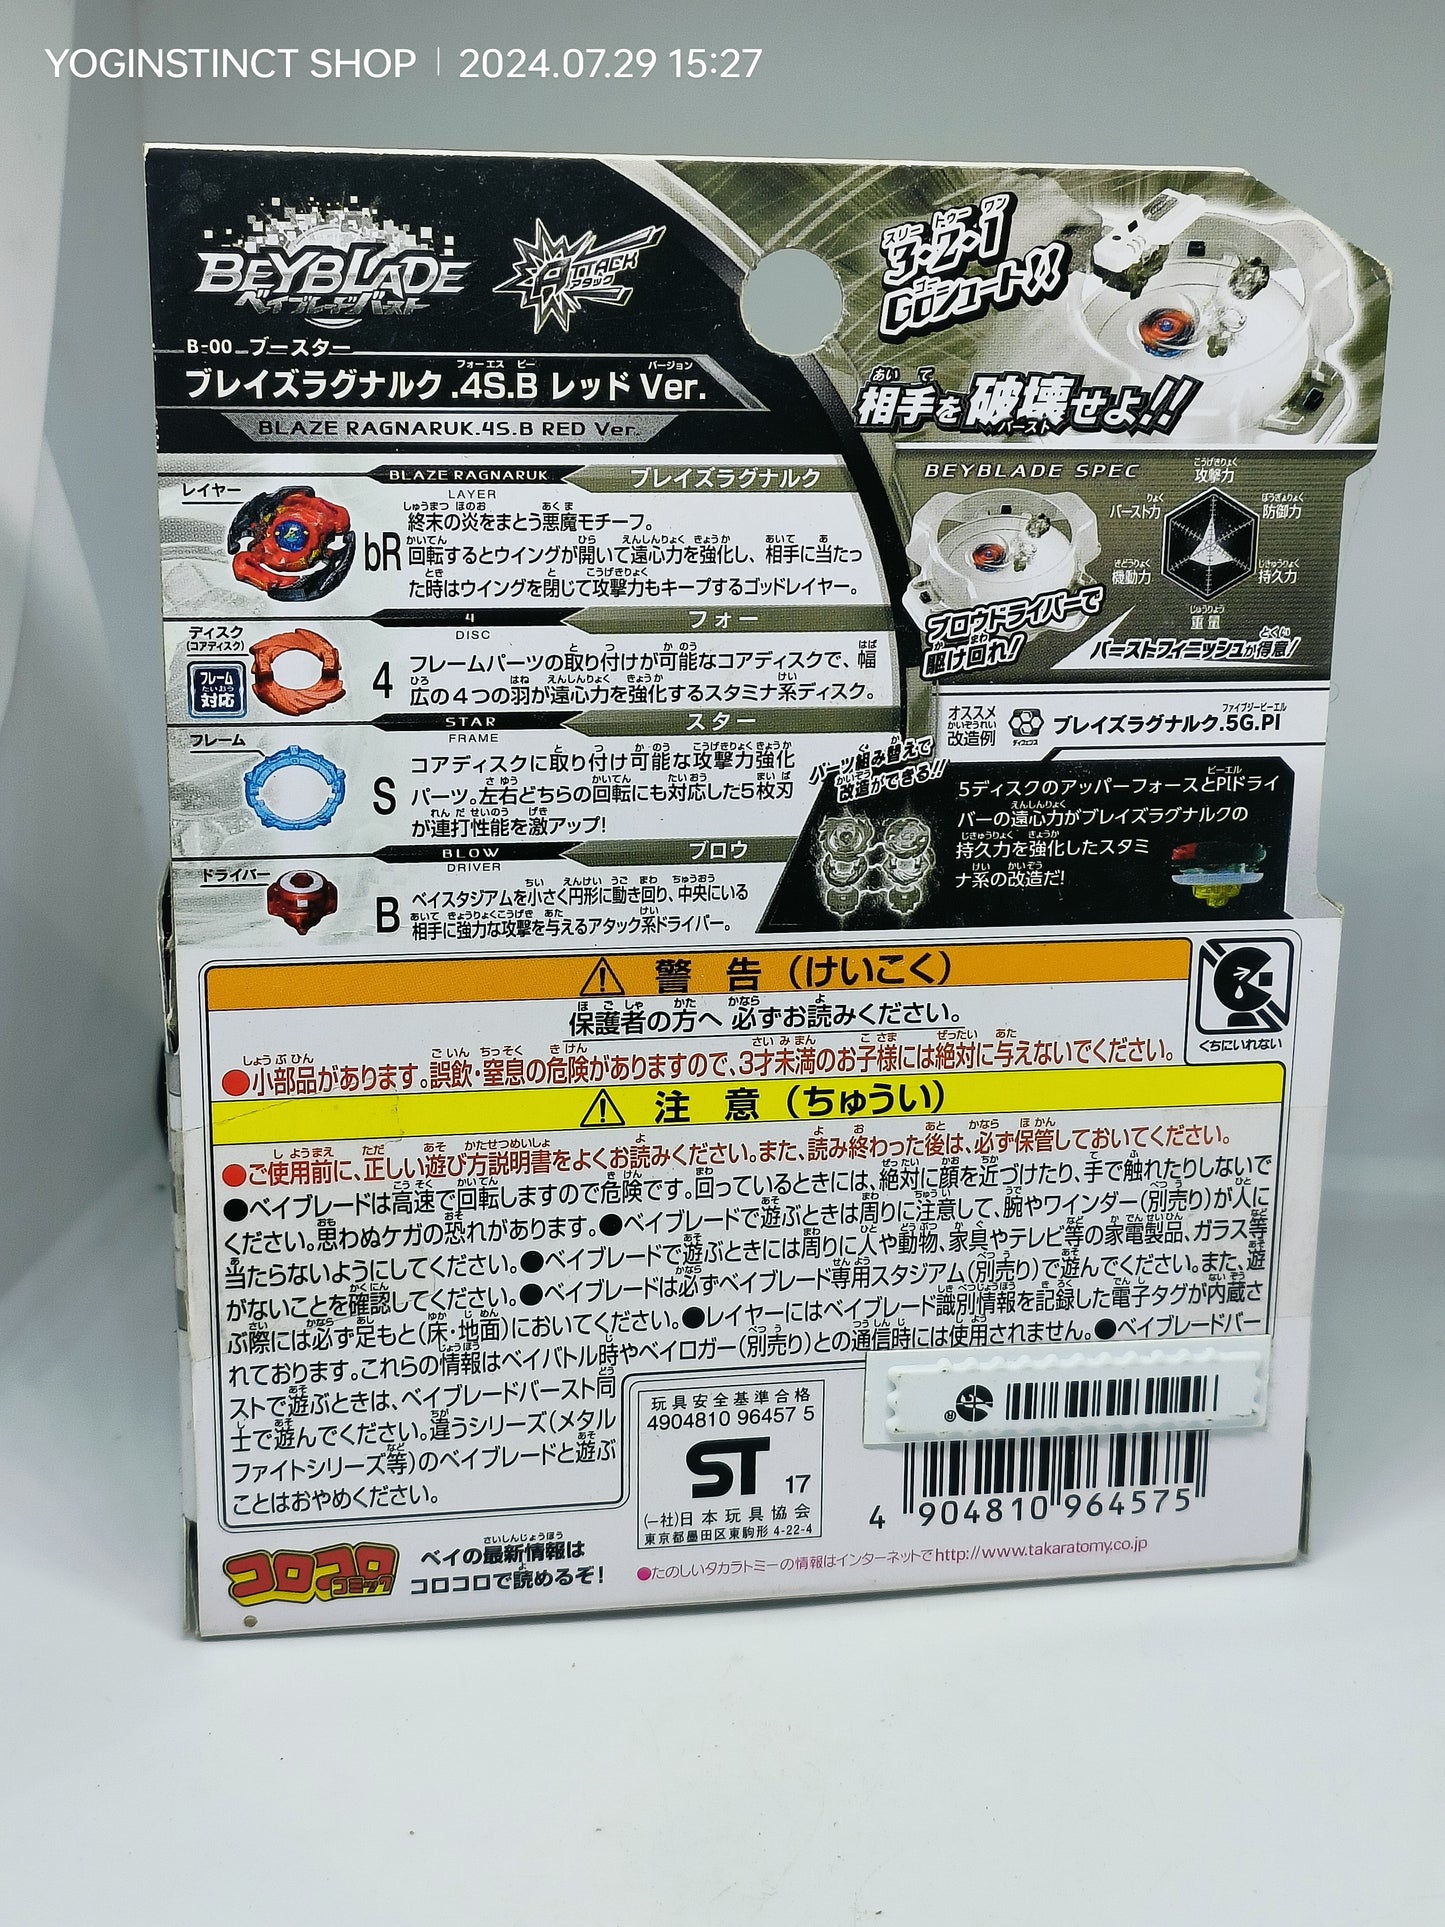 YOGINSTINCT SHOP | 2024.07.29 15:27
BEYBLADE
ベイブレードバースト
ATTACK
アタック
B-00 ブースター
ブレイズラグナルク .4S.B レッド Ver.
BLAZE RAGNARUK.4S.B RED Ver.
3・2・1
GOシュート!!
相手を破壊せよ!!
レイヤー
BLAZE RAGNARUK
ブレイズラグナルク
LAYER
bR
終末の炎をまとう悪魔モチーフ。
回転するとウイングが開いて遠心力を強化し、相手に当たっ
た時はウイングを閉じて攻撃力もキープするゴッドレイヤー。
ディスク
(コアディスク)
フレーム
対応
4
フォー
DISC
4
フレームパーツの取り付けが可能なコアディスクで、幅
広の4つの羽が遠心力を強化するスタミナ系ディスク。
フレーム
STAR
スター
FRAME
S
コアディスクに取り付け可能な攻撃力強化
パーツ。左右どちらの回転にも対応した5枚刃
が連打性能を激アップ!
ドライバー
BLOW
ブロウ
DRIVER
B
ベイスタジアムを小さく円形に動き回り、中央にいる
相手に強力な攻撃を与えるアタック系ドライバー。
BEYBLADE SPEC
攻撃力
防御力
持久力
重量
機動力
バースト力
ブロウドライバーで
駆け回れ!
バーストフィニッシュが得意!
オススメ
改造例
ディフェンス
ブレイズラグナルク.5G.Pl
パーツ組み替えで
改造ができる!!
5ディスクのアッパーフォースとPlドライ
バーの遠心力がブレイズラグナルクの
持久力を強化したスタミ
ナ系の改造だ!
警 告 (けいこく)
保護者の方へ 必ずお読みください。
●小部品があります。誤飲・窒息の危険がありますので、3才未満のお子様には絶対に与えないでください。
くちにいれない
注 意 (ちゅうい)
●ご使用前に、正しい遊び方説明書をよくお読みください。また、読み終わった後は、必ず保管しておいてください。
●ベイブレードは高速で回転しますので危険です。回っているときには、絶対に顔を近づけたり、手で触れたりしないで
ください。思わぬケガの恐れがあります。●ベイブレードで遊ぶときは周りに注意して、腕やワインダー(別売り)が人に
当たらないようにしてください。●ベイブレードで遊ぶときには周りに人や動物、家具やテレビ等の家電製品、ガラス等
がないことを確認してください。●ベイブレードは必ずベイブレード専用スタジアム(別売り)で遊んでください。また、遊
ぶ際には必ず足もと(床・地面)においてください。●レイヤーにはベイブレード識別情報を記録した電子タグが内蔵さ
れております。これらの情報はベイバトル時やベイロガー(別売り)との通信時には使用されません。●ベイブレードバー
ストで遊ぶときは、ベイブレードバースト同
士で遊んでください。違うシリーズ(メタル
ファイトシリーズ等)のベイブレードと遊ぶ
ことはおやめください。
玩具安全基準合格
4904810 96457 5
ST 17
(一社)日本玩具協会
東京都墨田区東駒形 4-22-4
4 904810 964575
コロコロ
コミック
ベイの最新情報は
コロコロで読めるぞ!
●たのしいタカラトミーの情報はインターネットでhttp://www.takaratomy.co.jp